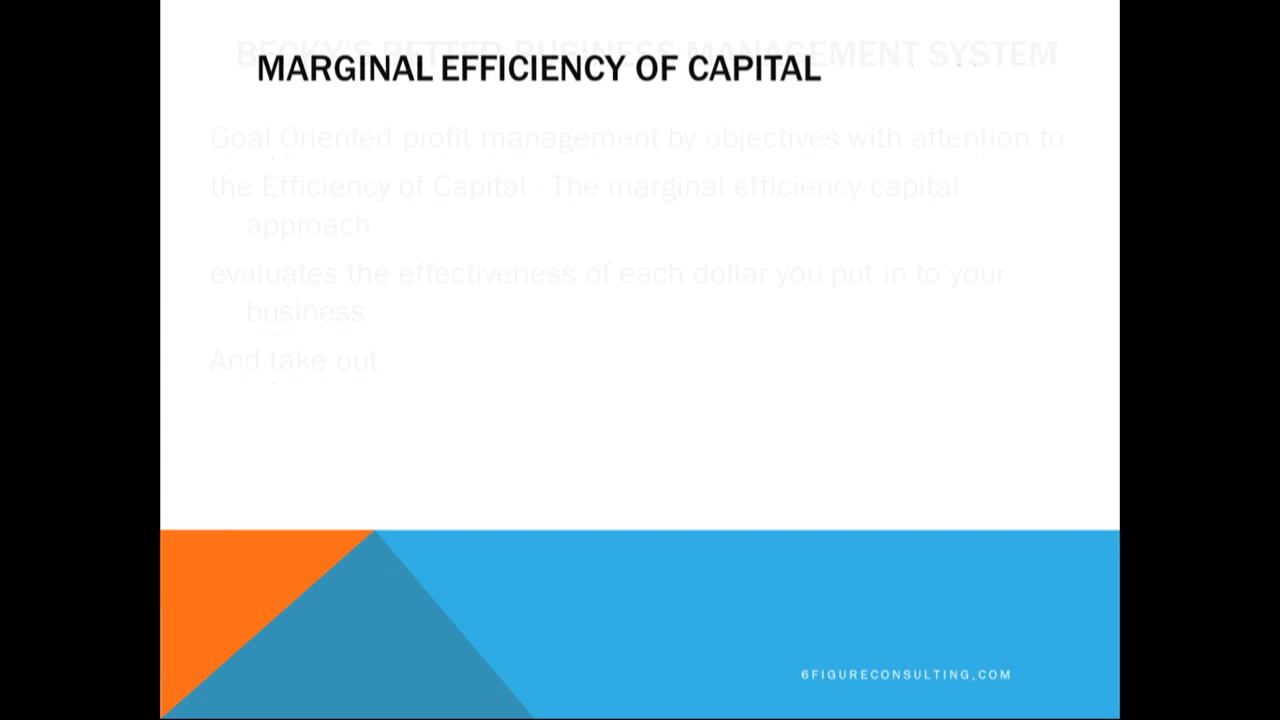 BECKY'S BETTER BUSINESS MANAGEMENT SYSTEM
MARGINAL EFFICIENCY OF CAPITAL
Goal Oriented profit management by objectives with attention to
the Efficiency of Capital - The marginal efficiency capital
approach
evaluates the effectiveness of each dollar you put in to your
business
And take out
6FIGURECONSULTING,COM